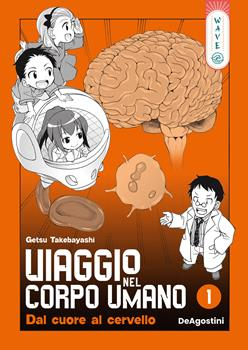 WAVE
Getsu Takebayashi
VIAGGIO
NEL
CORPO UMANO
1
Dal cuore al cervello
DeAgostini